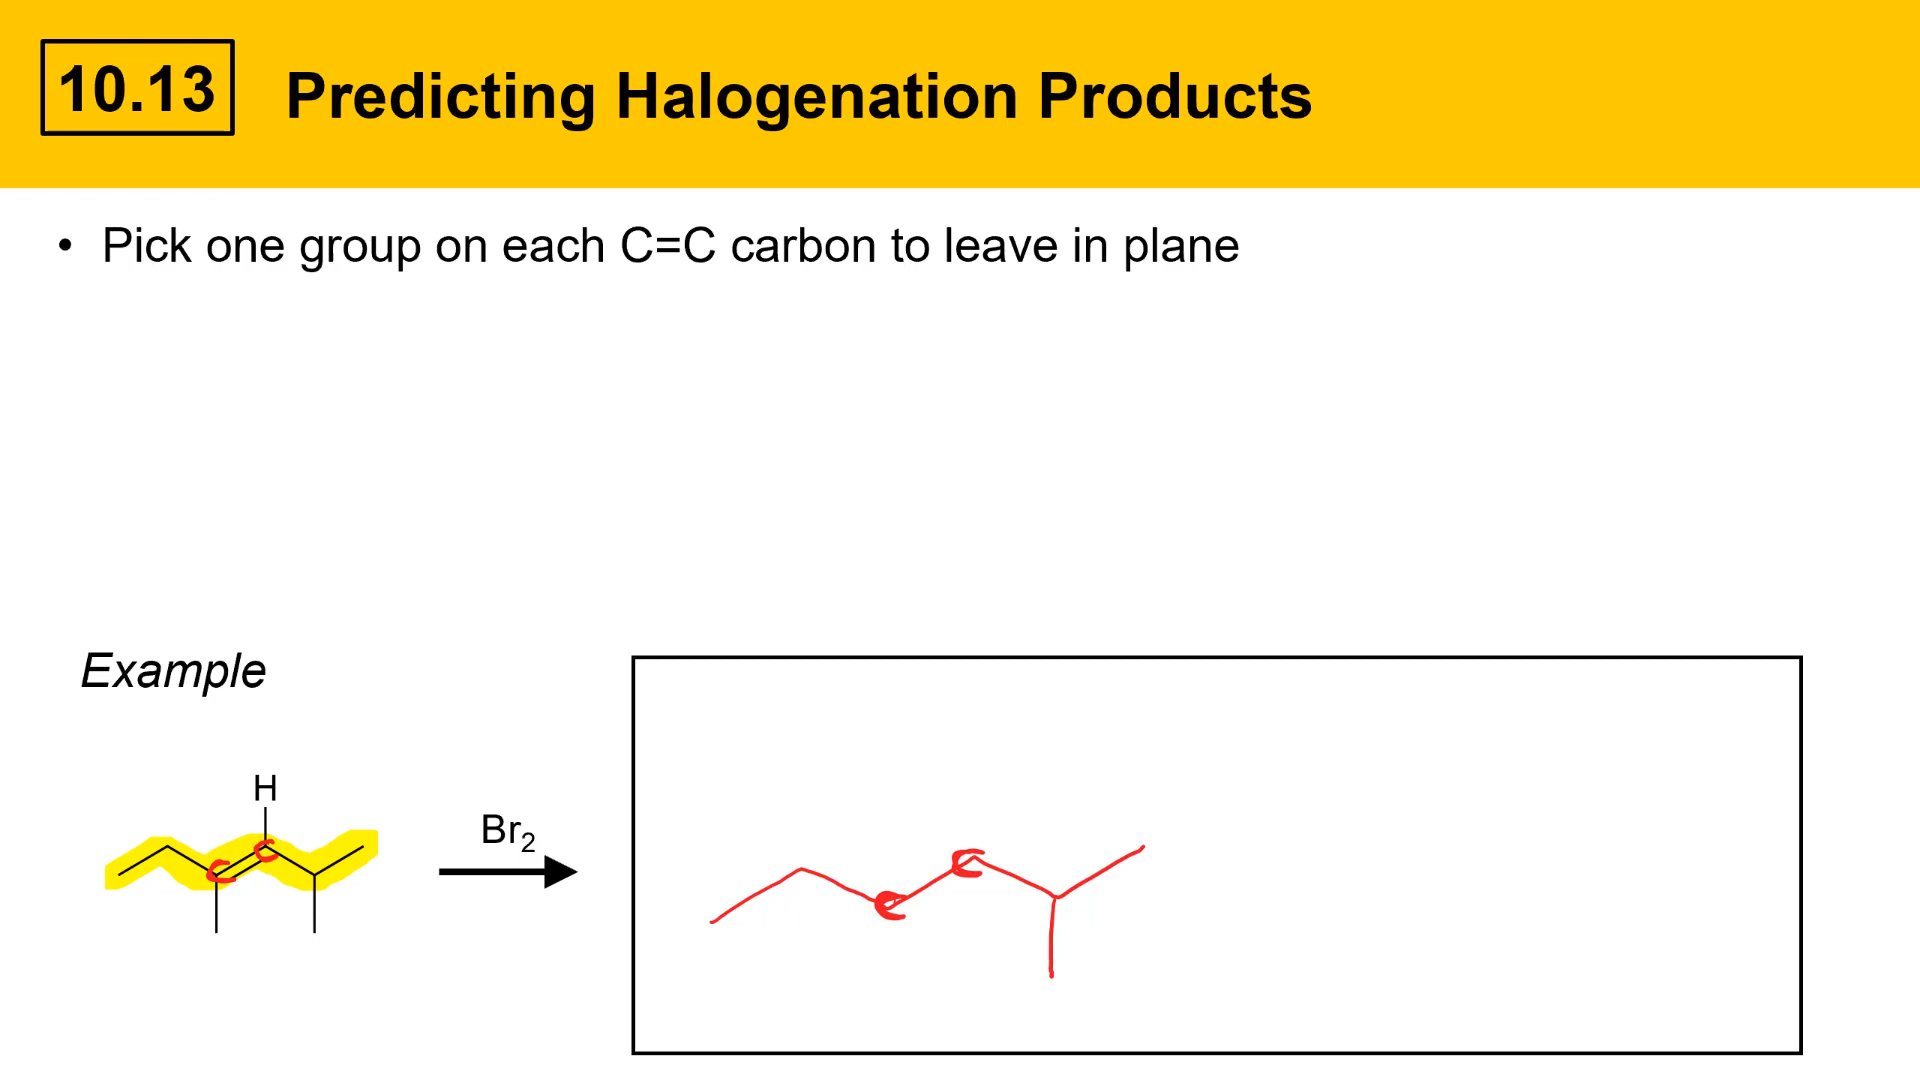 10.13
Predicting Halogenation Products
• Pick one group on each C=C carbon to leave in plane
Example
H
Br₂
C C
C C